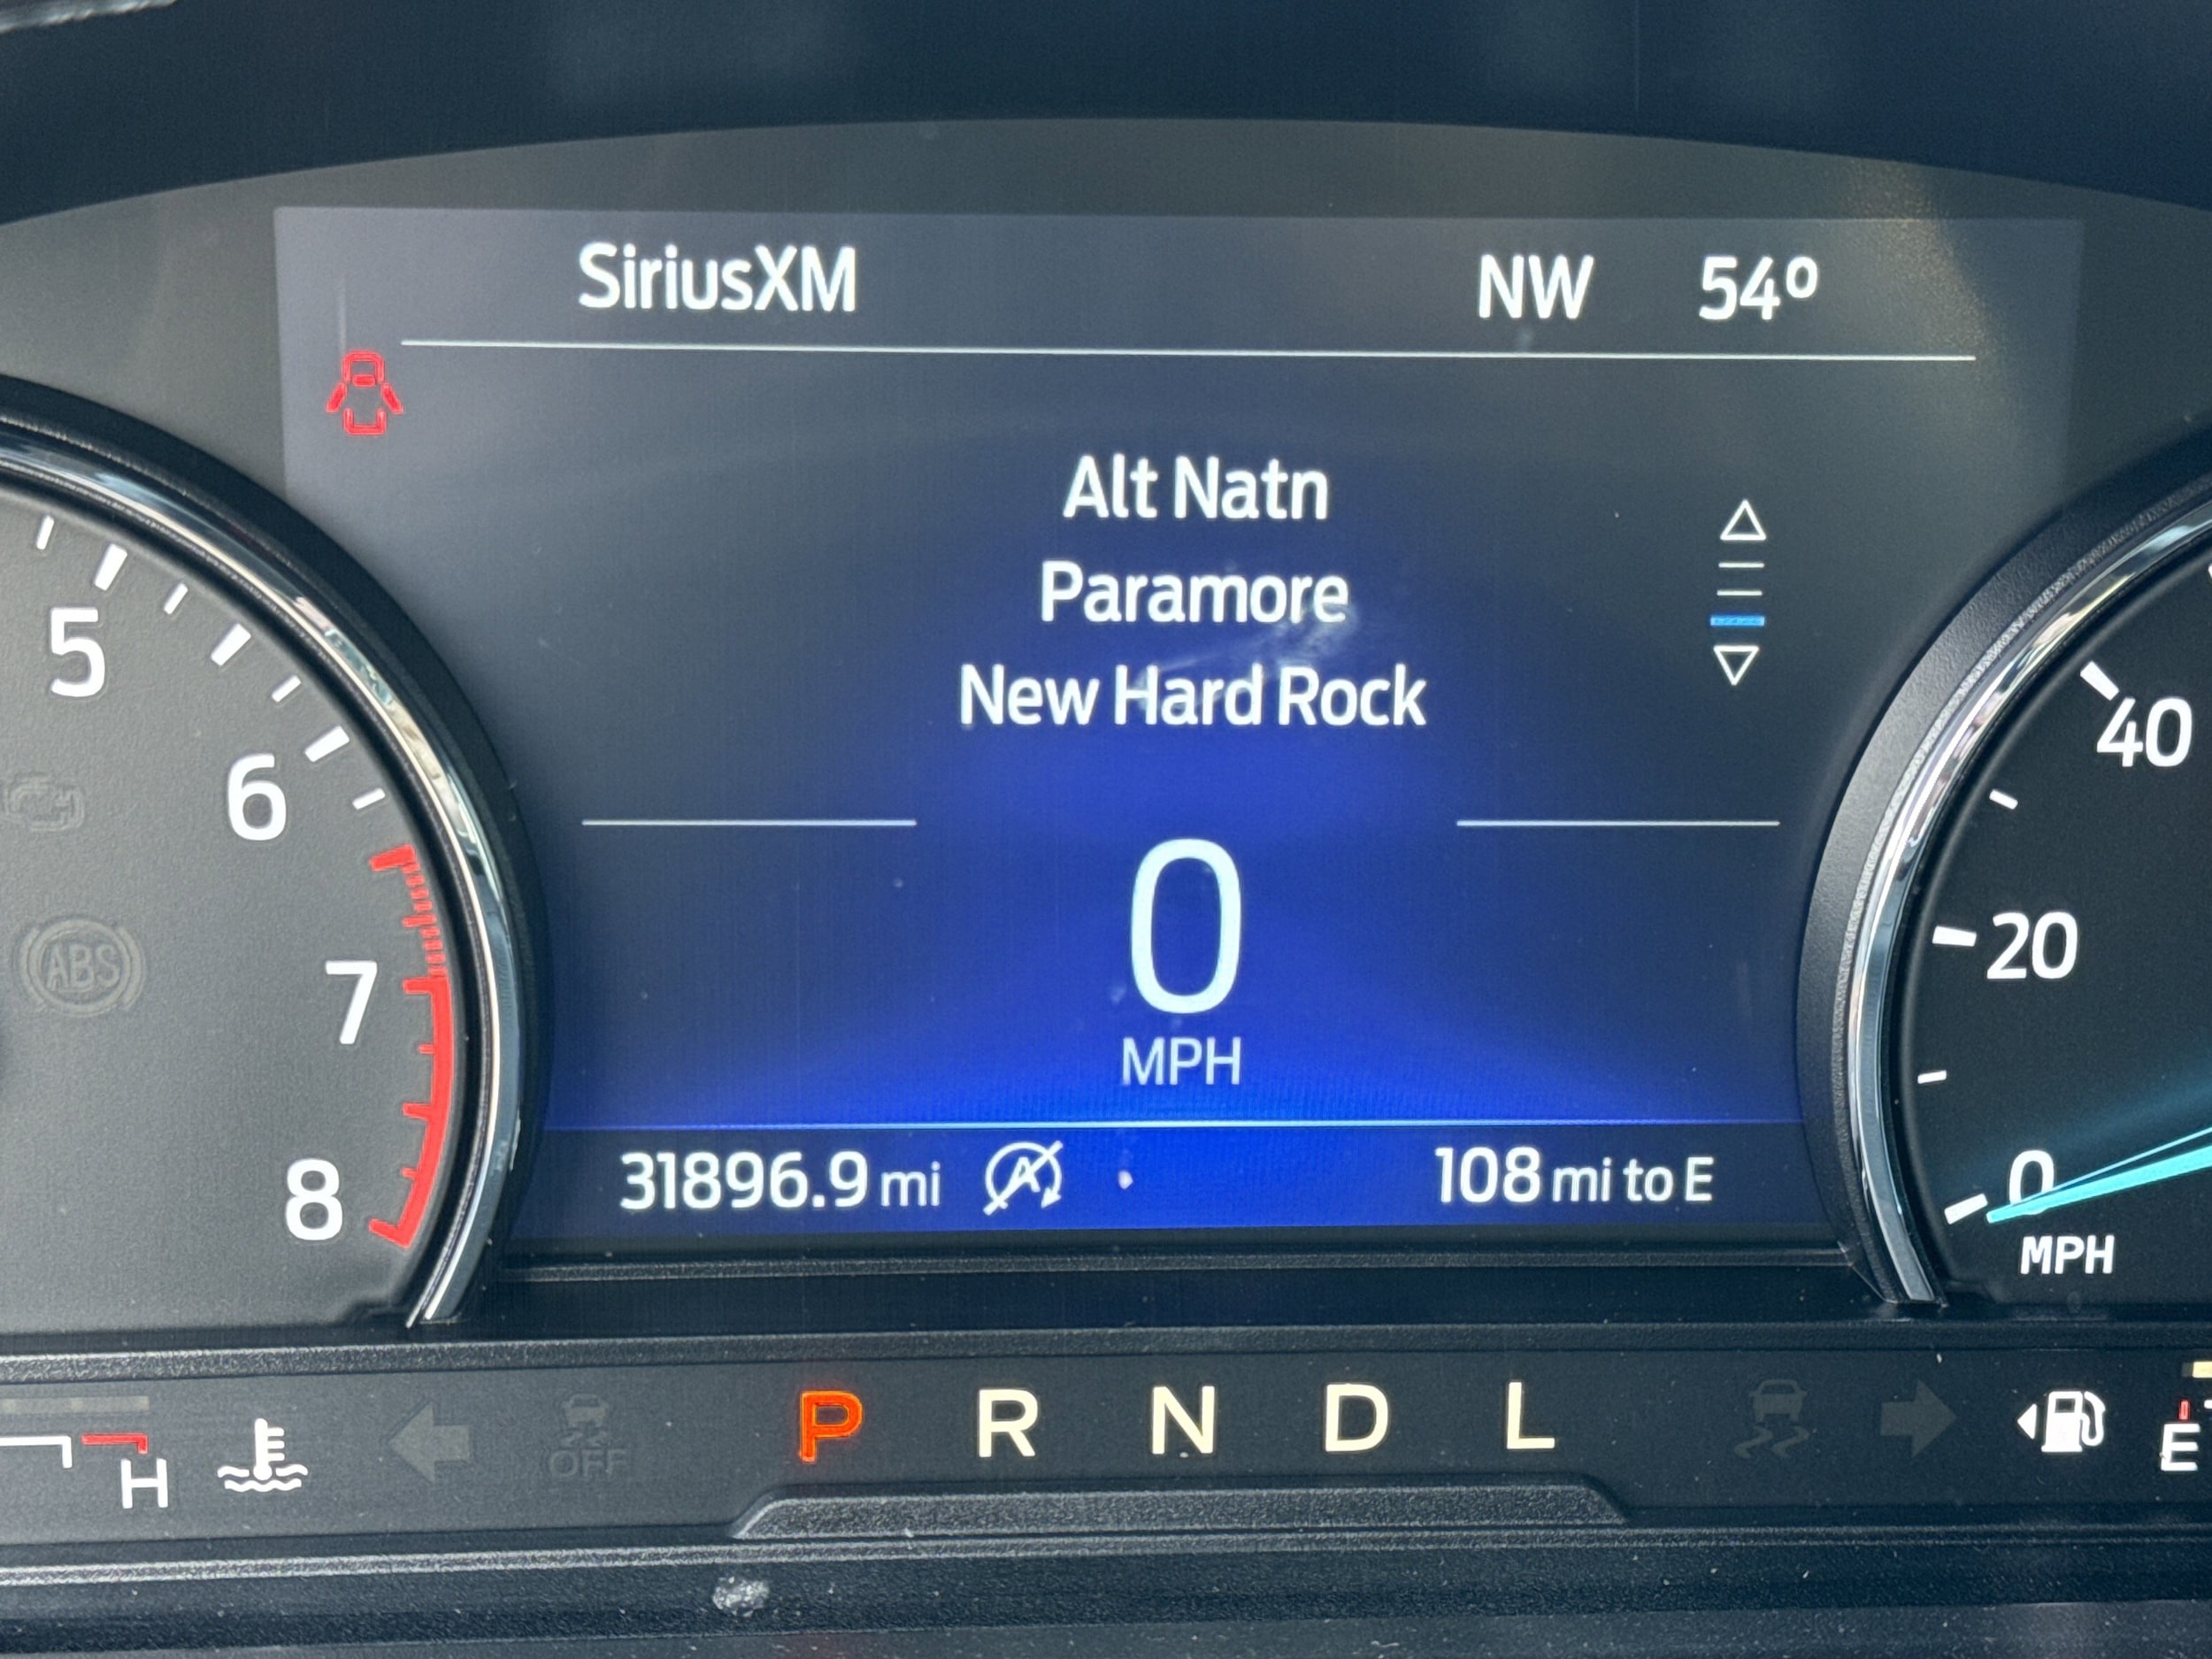 SiriusXM NW 54º
Alt Natn
Paramore
New Hard Rock
5
6
7
8
ABS
0
MPH
31896.9 mi A 108 mi to E
40
20
0
MPH
H OFF P R N D L E